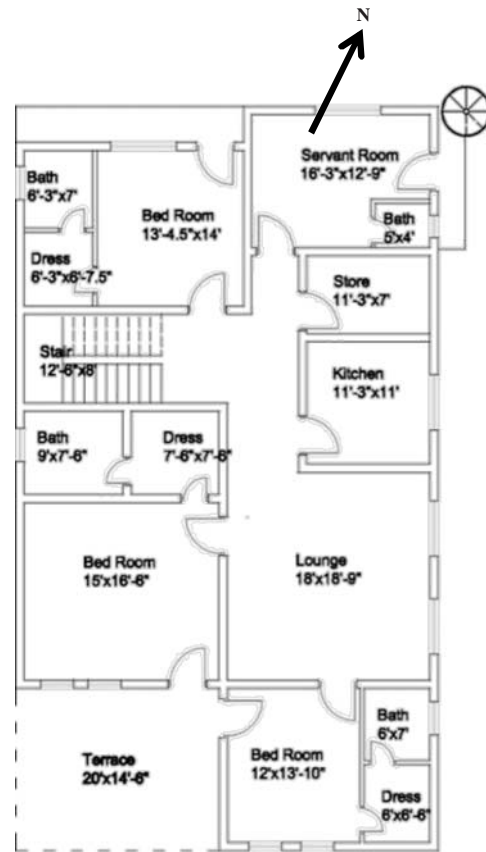 N
Servant Room
16'-3"x12'-9"
Bath
6'-3"x7'
Bed Room
13'-4.5"x14'
Bath
5'x4'
Dress
6'-3"x6'-7.5"
Store
11'-3"x7'
Stair
12'-6"x8'
Kitchen
11'-3"x11'
Bath
9'x7'-6"
Dress
7'-6"x7'-6"
Bed Room
15'x16'-6"
Lounge
18'x18'-9"
Bath
6'x7'
Terrace
20'x14'-6"
Bed Room
12'x13'-10"
Dress
6'x6'-6"